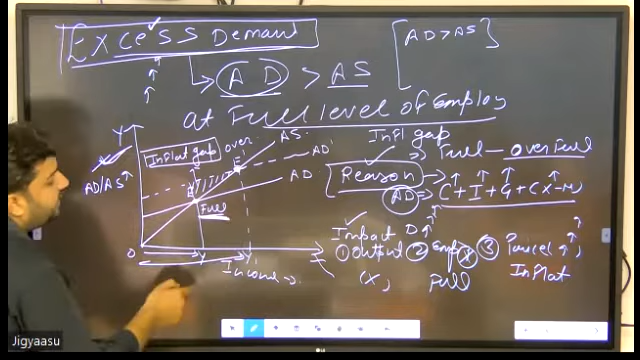 Excess Demand
[AD > AS]
→ AD > AS
at Full level of Employ
Y
Inflat gap
over
AS
AD'
AD
AD/AS↑
E'
E
Full
O
Y
Y'
Income
X
Infl gap
⇒ Full — over Full
Reason
AD ⇒ C + I + G + (X - M)
Impact D↑
① Output (X)
② Emp (X) Full
③ ↑↑, Inflat
Jigyaasu